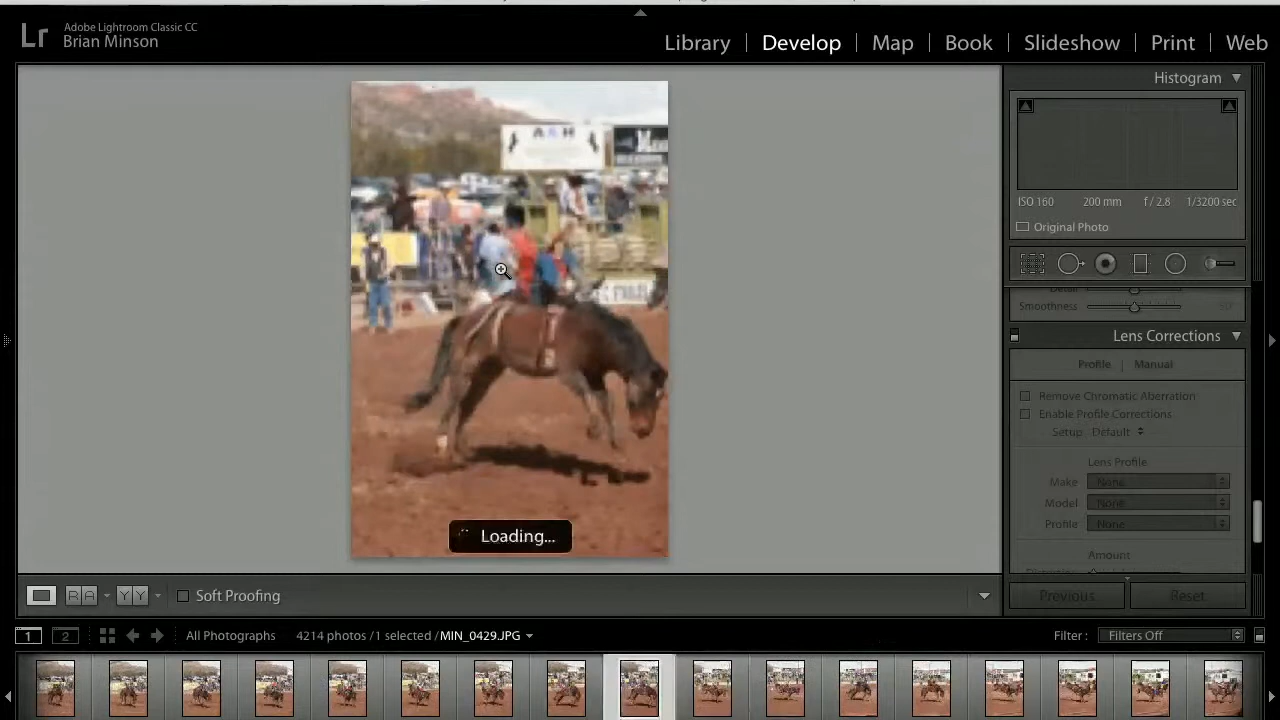 Lr
Adobe Lightroom Classic CC
Brian Minson
Library
Develop
Map
Book
Slideshow
Print
Web
Histogram
ISO 160 200 mm f / 2.8 1/3200 sec
Original Photo
A & H
Smoothness 50
Lens Corrections
Profile | Manual
Remove Chromatic Aberration
Enable Profile Corrections
Setup Default
Lens Profile
Make None
Model None
Profile None
Amount
Loading...
Previous
Reset
R A
Y Y
Soft Proofing
1
2
All Photographs
4214 photos /1 selected /MIN_0429.JPG
Filter : Filters Off